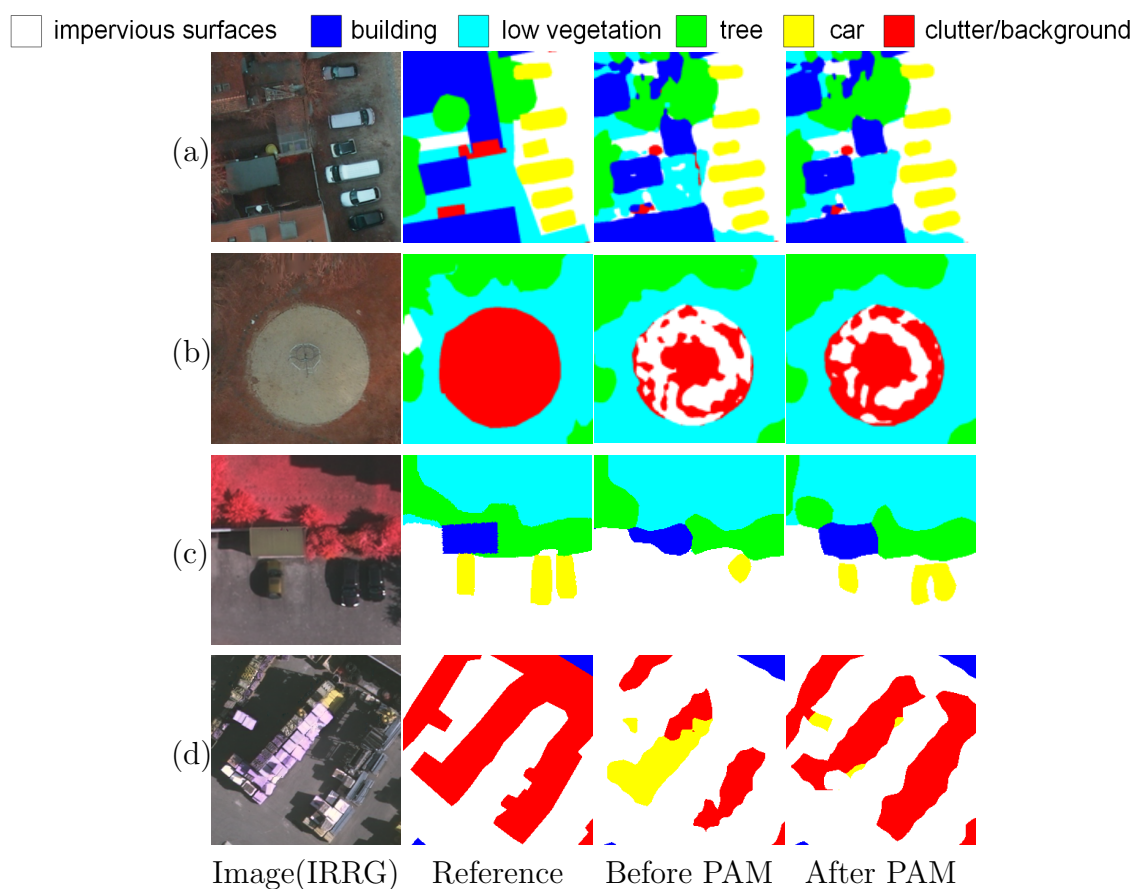 impervious surfaces building low vegetation tree car clutter/background
(a)
(b)
(c)
(d)
Image(IRRG) Reference Before PAM After PAM